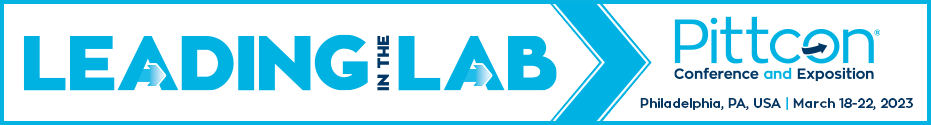 LEADING IN THE LAB
Pittcon®
Conference and Exposition
Philadelphia, PA, USA | March 18-22, 2023